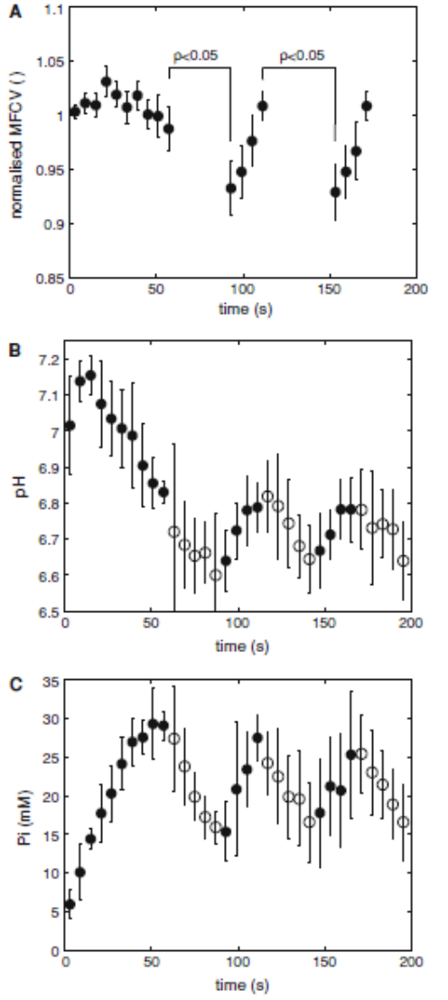 A
1.1
1.05
1
0.95
0.9
0.85
normalised MFCV ()
ρ<0.05
ρ<0.05
0 50 100 150 200
time (s)
B
7.2
7.1
7
6.9
6.8
6.7
6.6
6.5
pH
0 50 100 150 200
time (s)
C
35
30
25
20
15
10
5
0
Pi (mM)
0 50 100 150 200
time (s)